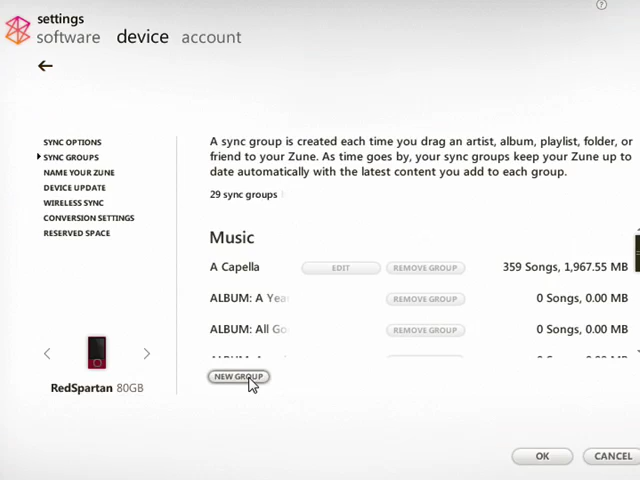 settings
software device account
SYNC OPTIONS
SYNC GROUPS
NAME YOUR ZUNE
DEVICE UPDATE
WIRELESS SYNC
CONVERSION SETTINGS
RESERVED SPACE
RedSpartan 80GB
A sync group is created each time you drag an artist, album, playlist, folder, or
friend to your Zune. As time goes by, your sync groups keep your Zune up to
date automatically with the latest content you add to each group.
29 sync groups
Music
A Capella EDIT REMOVE GROUP 359 Songs, 1,967.55 MB
ALBUM: A Yea REMOVE GROUP 0 Songs, 0.00 MB
ALBUM: All Go REMOVE GROUP 0 Songs, 0.00 MB
NEW GROUP
OK CANCEL